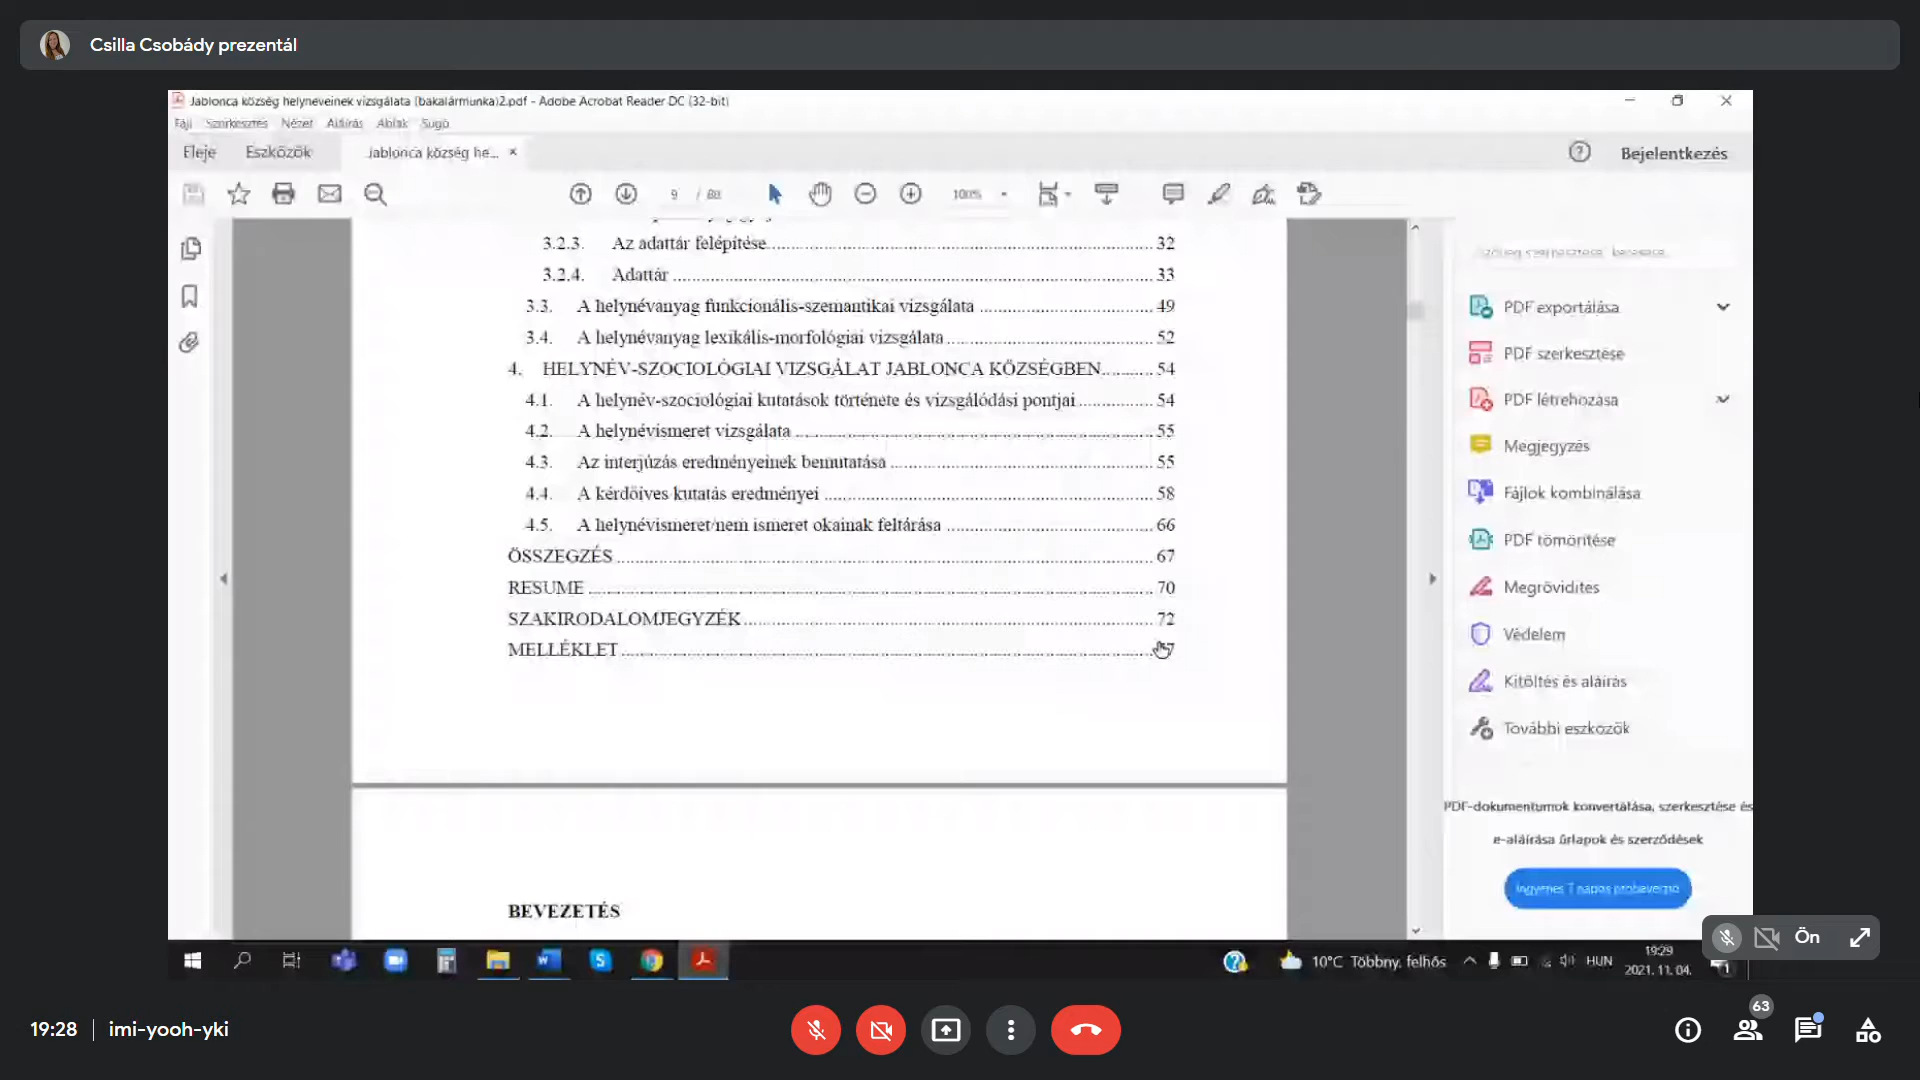 Csilla Csobády prezentál
Jablonca község helyneveinek vizsgálata (bakalármunka)2.pdf - Adobe Acrobat Reader DC (32-bit)
Fájl Szerkesztés Nézet Aláírás Ablak Súgó
Eleje Eszközök Jablonca község he... ×
Bejelentkezés
9 / 88 100%
3.2.3. Az adattár felépítése 32
3.2.4. Adattár 33
3.3. A helynévanyag funkcionális-szemantikai vizsgálata 49
3.4. A helynévanyag lexikális-morfológiai vizsgálata 52
4. HELYNÉV-SZOCIOLÓGIAI VIZSGÁLAT JABLONCA KÖZSÉGBEN 54
4.1. A helynév-szociológiai kutatások története és vizsgálódási pontjai 54
4.2. A helynévismeret vizsgálata 55
4.3. Az interjúzás eredményeinek bemutatása 55
4.4. A kérdőíves kutatás eredményei 58
4.5. A helynévismeret/nem ismeret okainak feltárása 66
ÖSSZEGZÉS 67
RESUME 70
SZAKIRODALOMJEGYZÉK 72
MELLÉKLET
BEVEZETÉS
PDF exportálása
PDF szerkesztése
PDF létrehozása
Megjegyzés
Fájlok kombinálása
PDF tömörítése
Megrövidítés
Védelem
Kitöltés és aláírás
További eszközök
PDF-dokumentumok konvertálása, szerkesztése és
e-aláírása űrlapok és szerződések
Ingyenes 7 napos próbaverzió
Ön
10°C Többny. felhős HUN 19:29
2021. 11. 04.
1
19:28 imi-yooh-yki
63